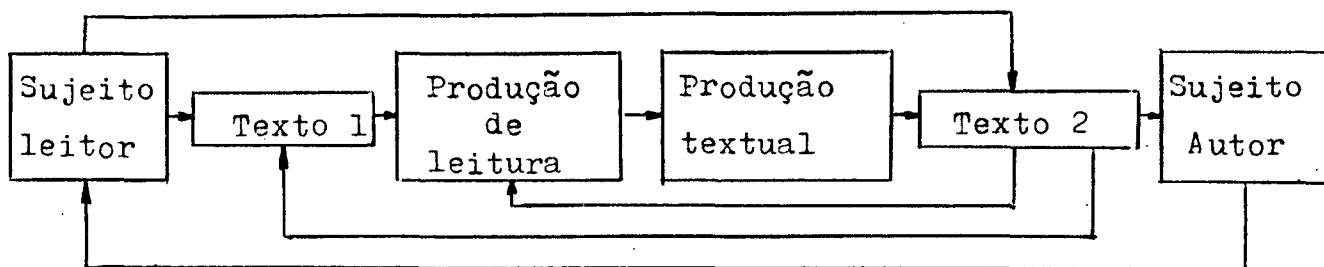 Sujeito
leitor
Texto 1
Produção
de
leitura
Produção
textual
Texto 2
Sujeito
Autor